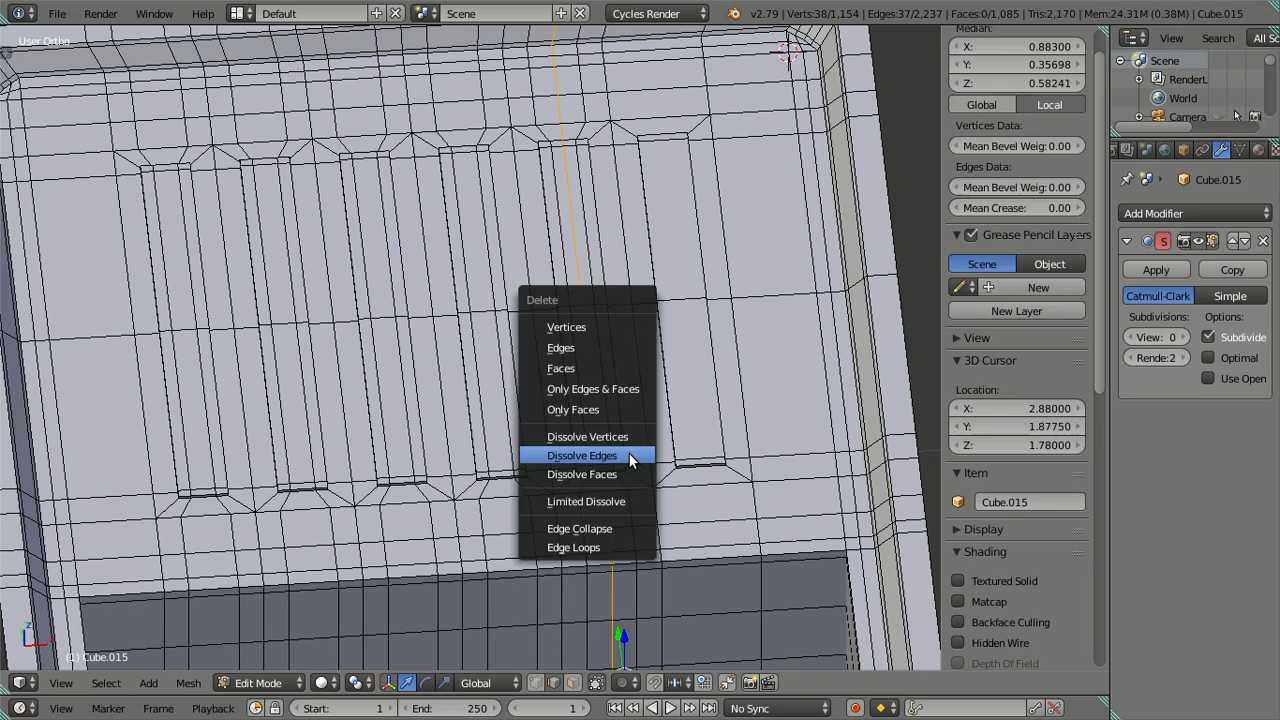 File Render Window Help Default Scene Cycles Render v2.79 | Verts:38/1,154 | Edges:37/2,237 | Faces:0/1,085 | Tris:2,170 | Mem:24.31M (0.38M) | Cube.015
User Ortho
(1) Cube.015
Delete
Vertices
Edges
Faces
Only Edges & Faces
Only Faces
Dissolve Vertices
Dissolve Edges
Dissolve Faces
Limited Dissolve
Edge Collapse
Edge Loops
Median:
X: 0.88300
Y: 0.35698
Z: 0.58241
Global Local
Vertices Data:
Mean Bevel Weig: 0.00
Edges Data:
Mean Bevel Weig: 0.00
Mean Crease: 0.00
Grease Pencil Layers
Scene Object
New
New Layer
View
3D Cursor
Location:
X: 2.88000
Y: 1.87750
Z: 1.78000
Item
Cube.015
Display
Shading
Textured Solid
Matcap
Backface Culling
Hidden Wire
Depth Of Field
View Search All Sc
Scene
RenderL
World
Camera
Cube.015
Add Modifier
S
Apply Copy
Catmull-Clark Simple
Subdivisions: Options:
View: 0 Subdivide
Rende: 2 Optimal
Use Open
z
View Select Add Mesh Edit Mode Global
View Marker Frame Playback Start: 1 End: 250 1 No Sync